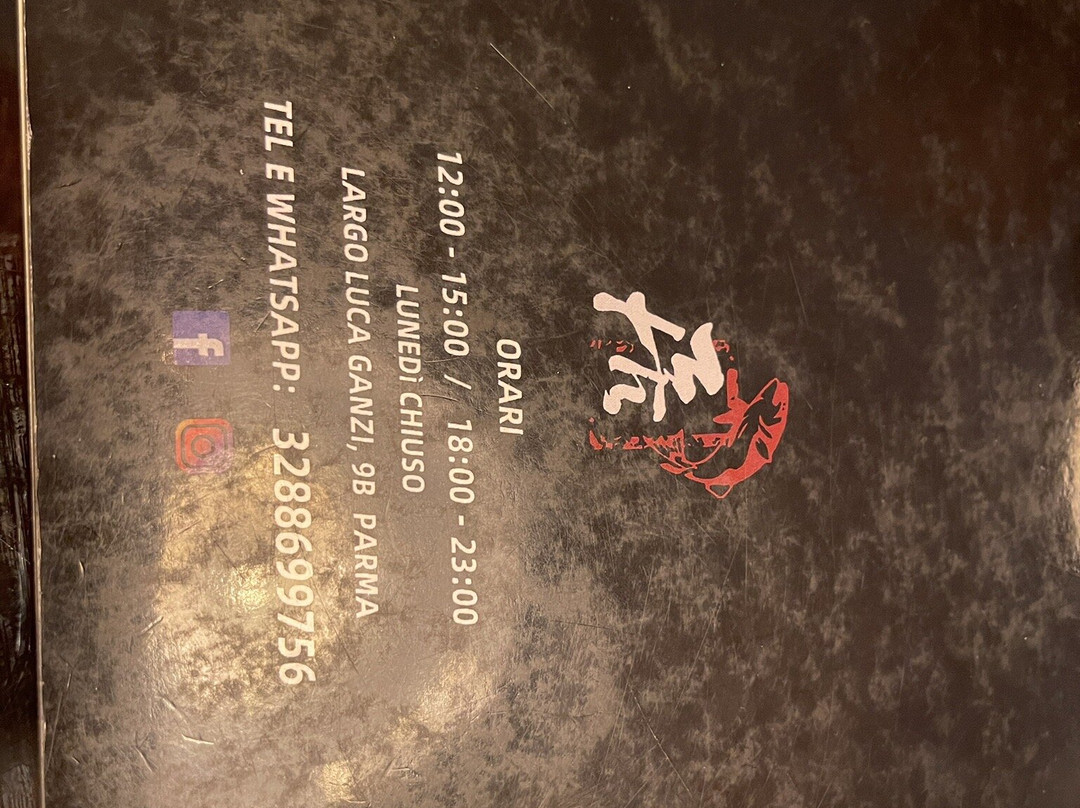 ORARI
12:00 - 15:00 / 18:00 - 23:00
LUNEDÌ CHIUSO
LARGO LUCA GANZI, 9B PARMA
TEL E WHATSAPP: 3288699756